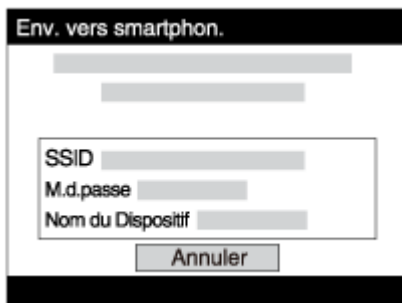 Env. vers smartphon.
SSID
M.d.passe
Nom du Dispositif
Annuler